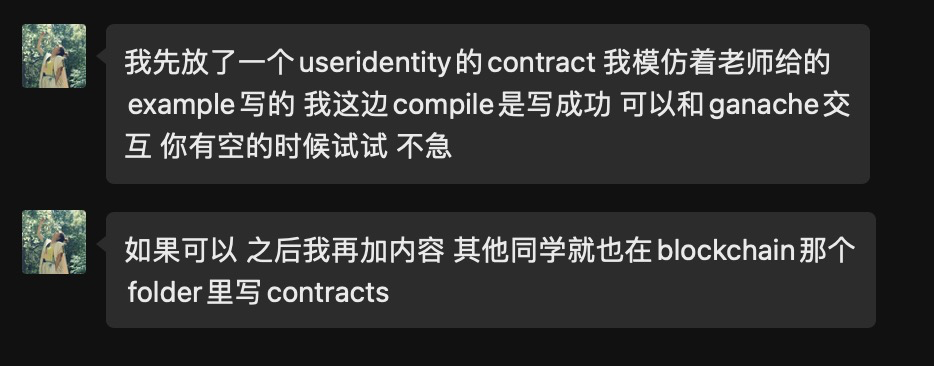 我先放了一个useridentity的contract 我模仿着老师给的
example写的 我这边compile是写成功 可以和ganache交
互 你有空的时候试试 不急
如果可以 之后我再加内容 其他同学就也在blockchain那个
folder里写contracts